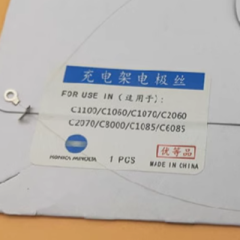 充电架电极丝
FOR USE IN (适用于):
C1100/C1060/C1070/C2060
C2070/C8000/C1085/C6085
优等品
KONICA MINOLTA
1 PCS
MADE IN CHINA